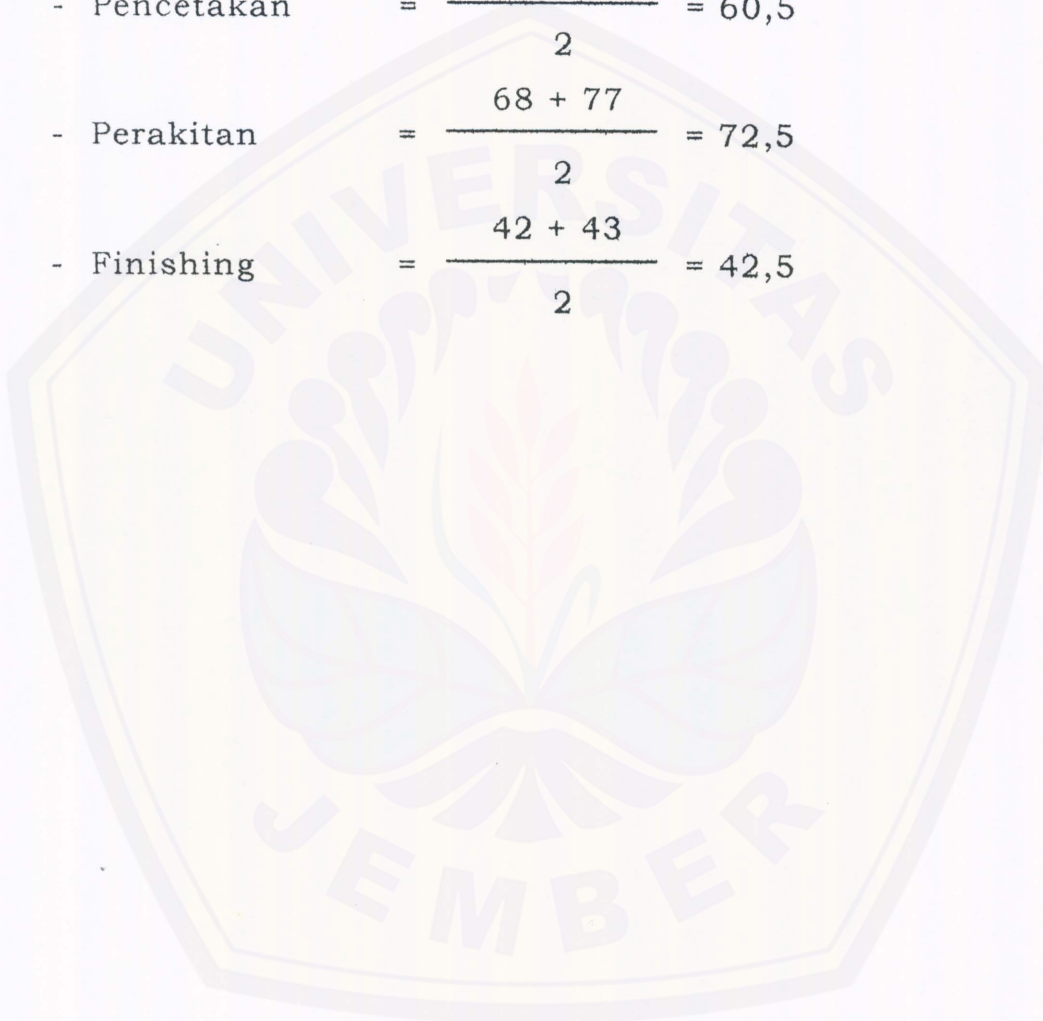 - Pencetakan = = 60,5
2
68 + 77
- Perakitan = = 72,5
2
42 + 43
- Finishing = = 42,5
2
UNIVERSITAS
JEMBER